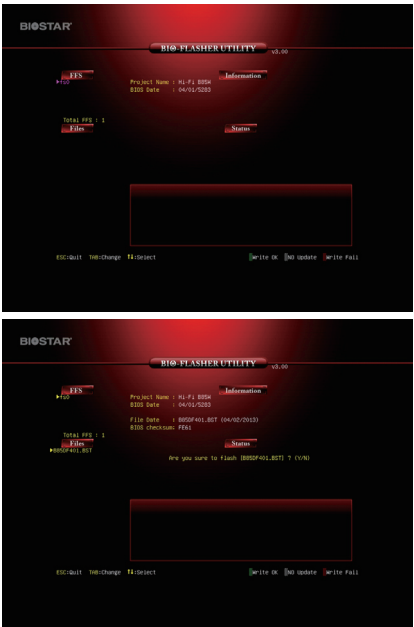 BIOSTAR
BIO-FLASHER UTILITY v3.00
FFS
Information
fs0
Project Name : Hi-Fi B85W
BIOS Date : 04/01/5283
Total FFS : 1
Files
Status
ESC:Quit TAB:Change ↑↓:Select
Write OK NO Update Write Fail
BIOSTAR
BIO-FLASHER UTILITY v3.00
FFS
Information
fs0
Project Name : Hi-Fi B85W
BIOS Date : 04/01/5283
File Date : B85DF401.BST (04/02/2013)
BIOS checksum: FE61
Total FFS : 1
Files
Status
B85DF401.BST
Are you sure to flash [B85DF401.BST] ? (Y/N)
ESC:Quit TAB:Change ↑↓:Select
Write OK NO Update Write Fail